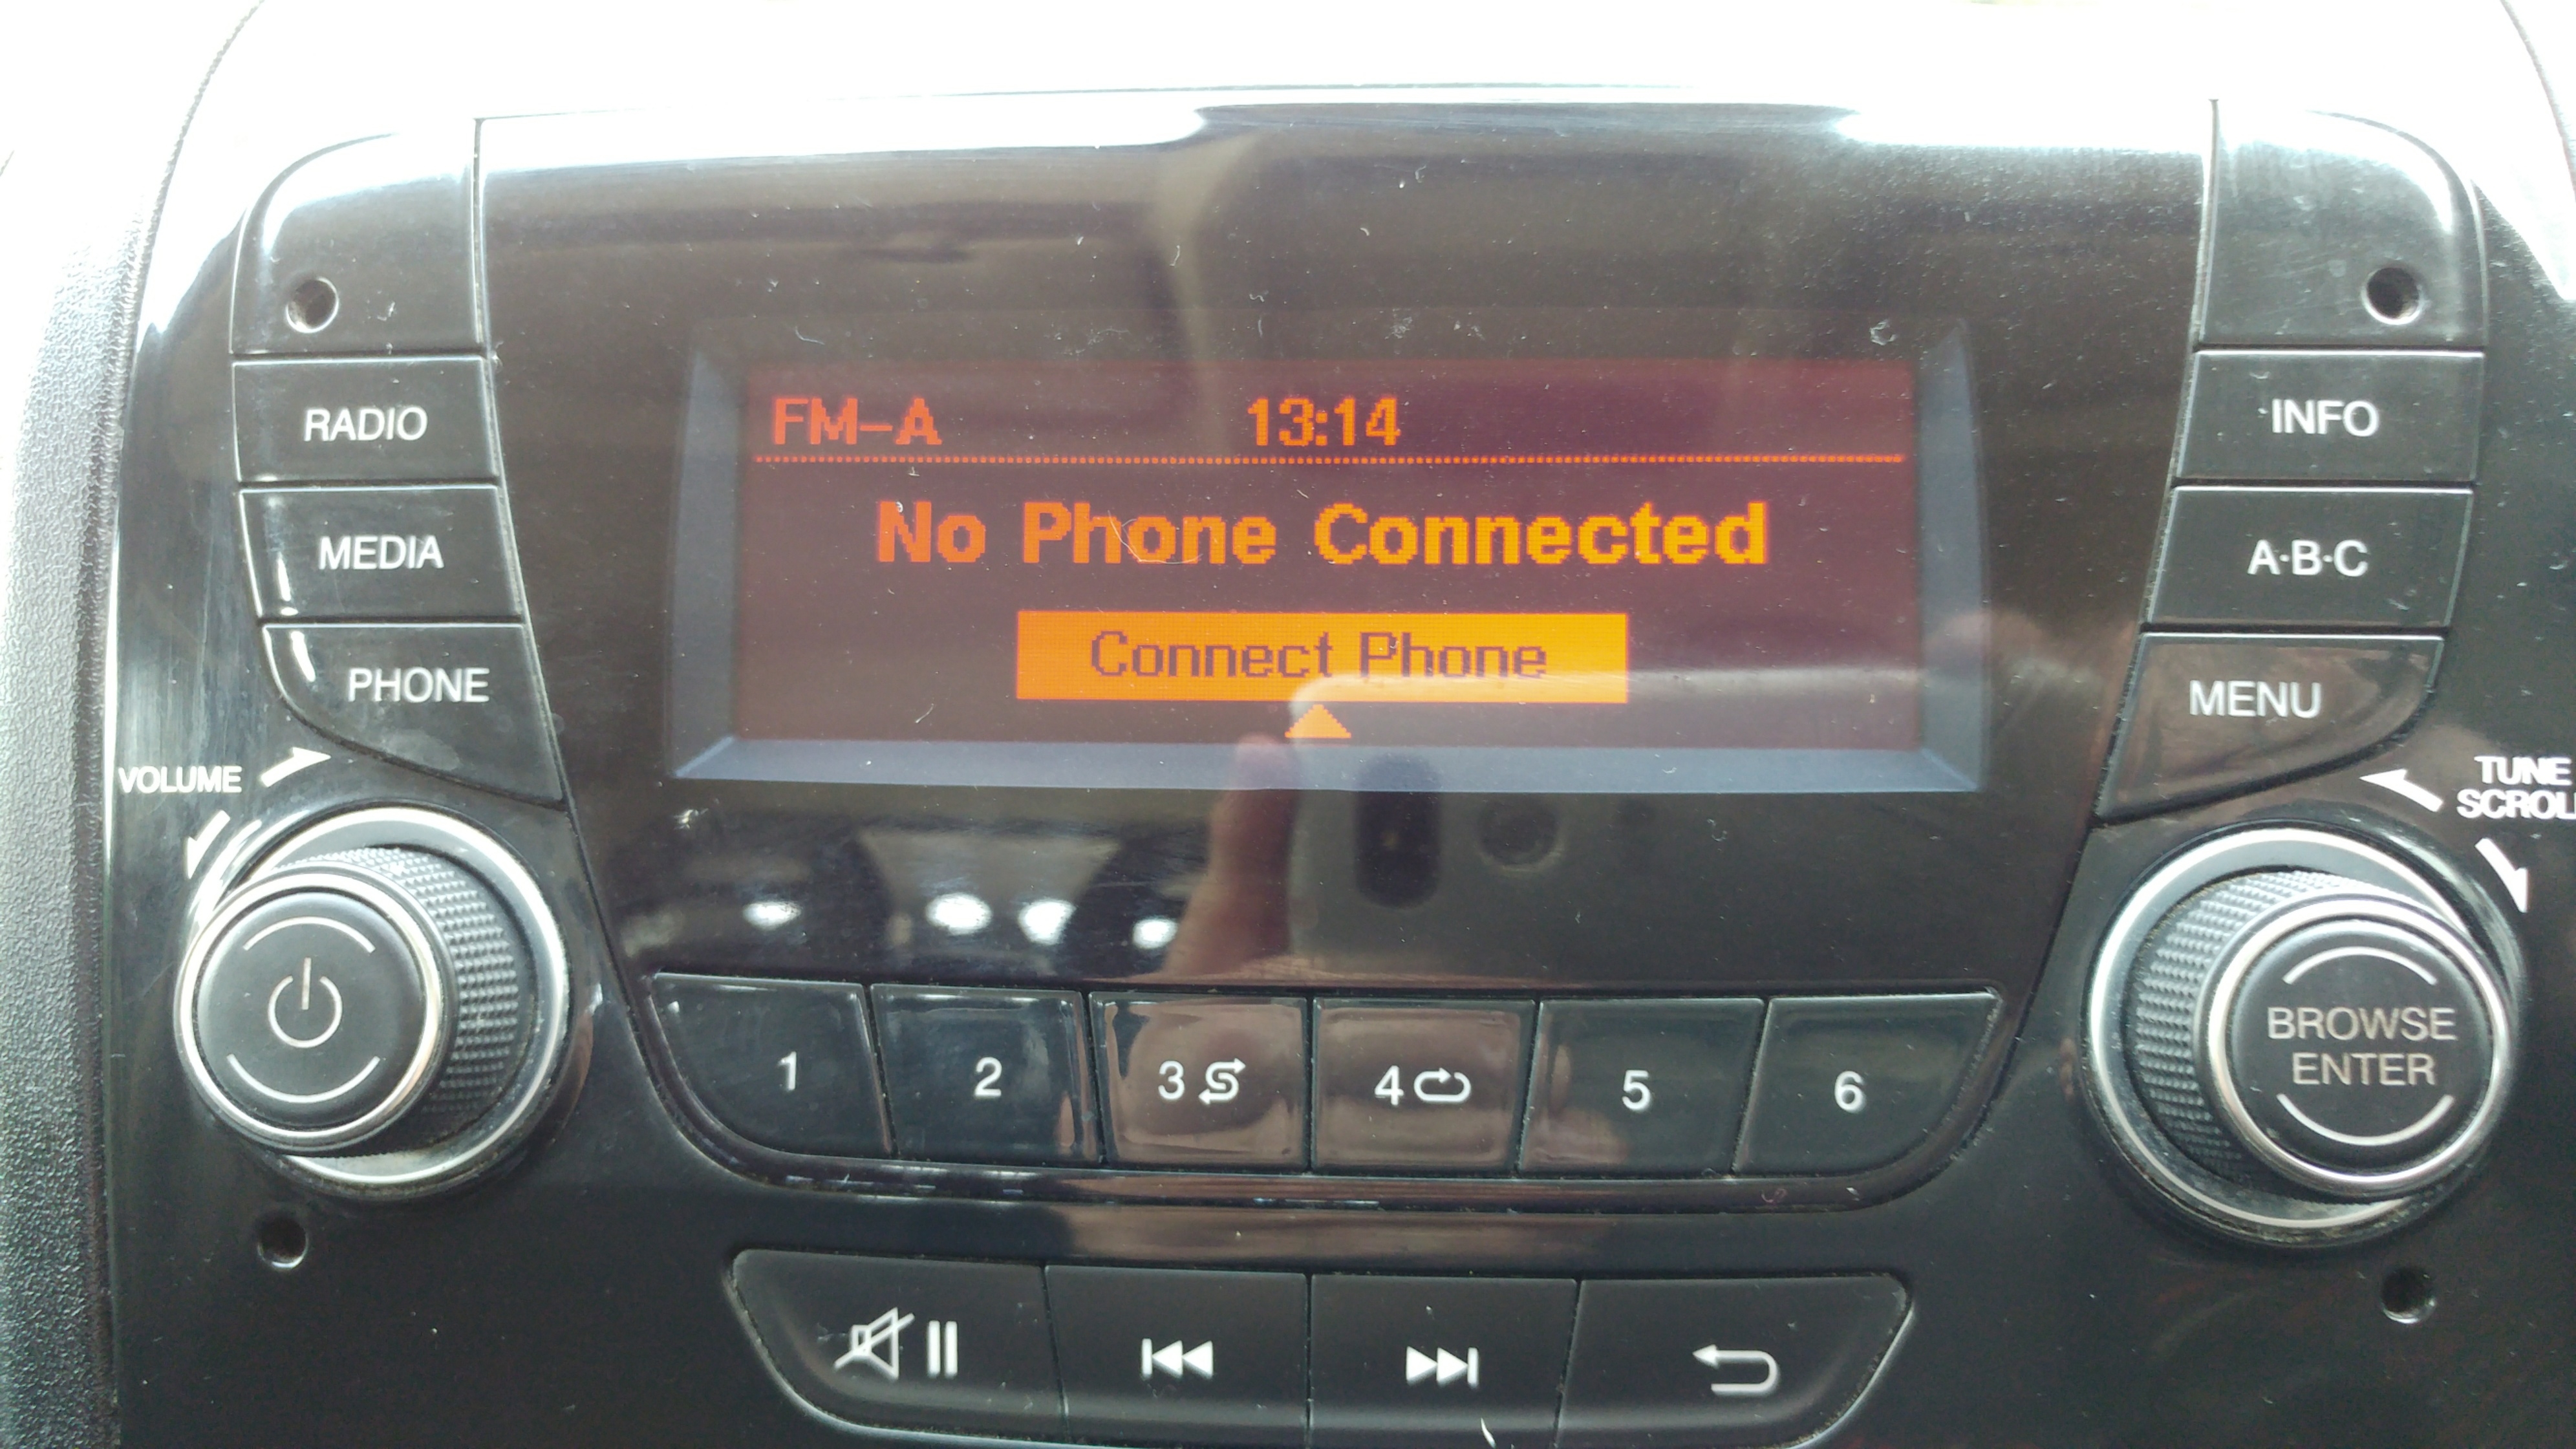 FM-A 13:14
No Phone Connected
Connect Phone
RADIO
MEDIA
PHONE
VOLUME
INFO
A·B·C
MENU
TUNE
SCROLL
BROWSE
ENTER
1 2 3 4 5 6